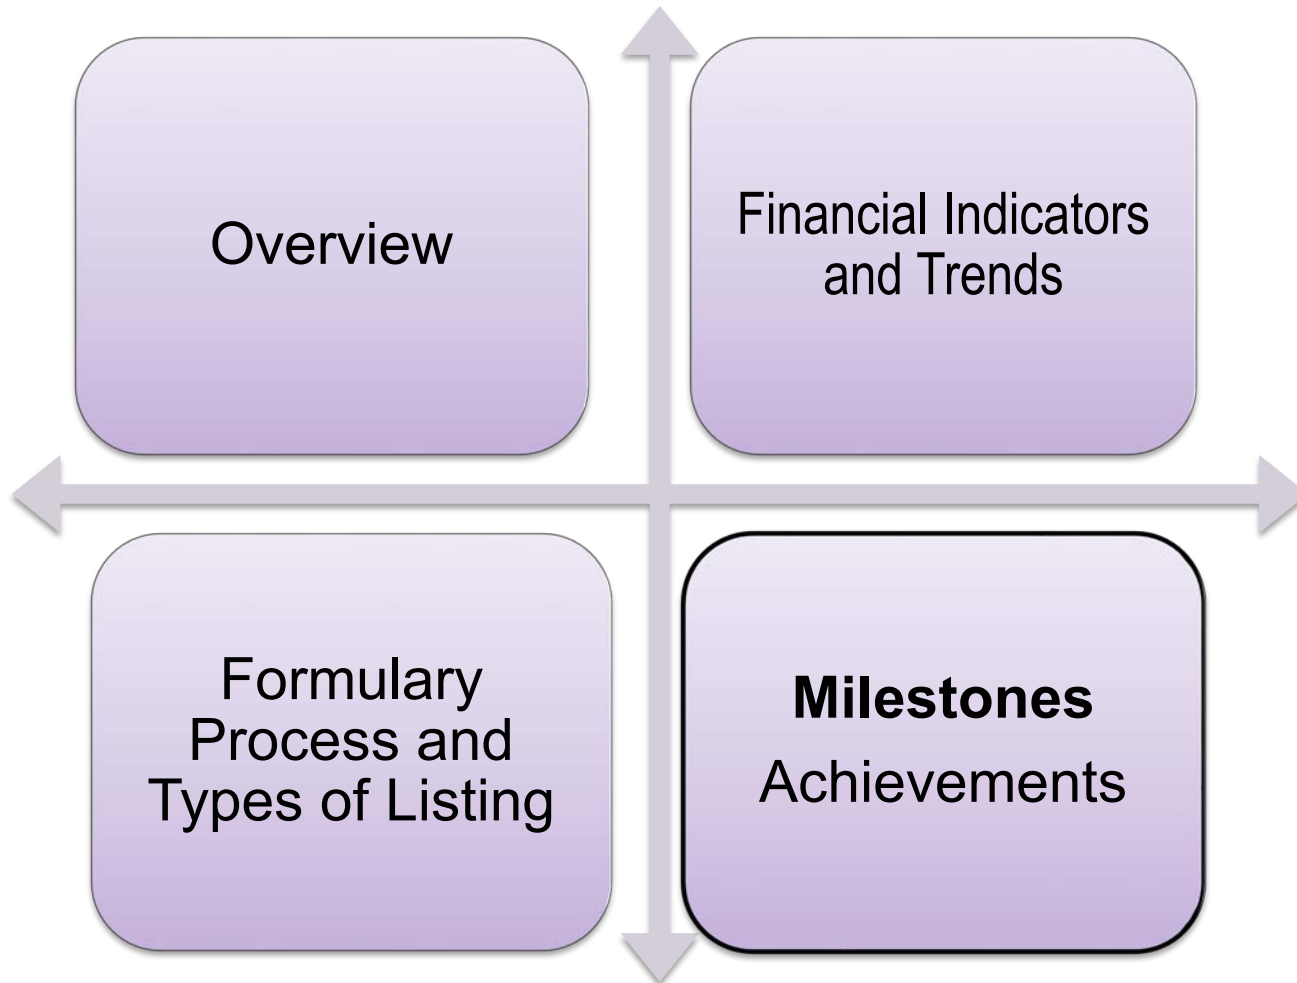 Overview
Financial Indicators
and Trends
Formulary
Process and
Types of Listing
Milestones
Achievements